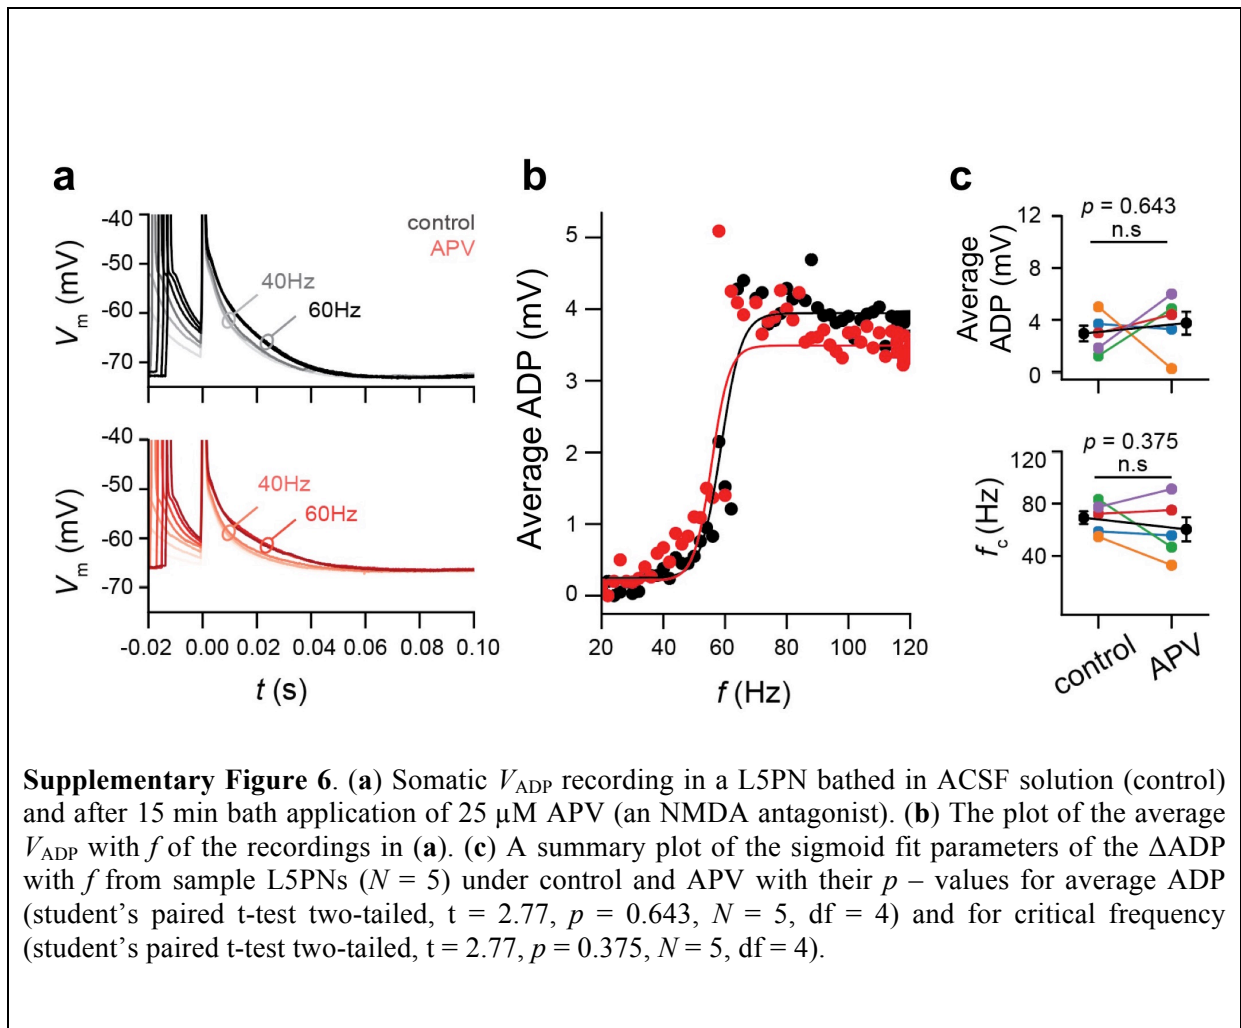 a
-40
-50
-60
-70
Vm (mV)
control
APV
40Hz
60Hz
-40
-50
-60
-70
Vm (mV)
40Hz
60Hz
-0.02 0.00 0.02 0.04 0.06 0.08 0.10
t (s)
b
5
4
3
2
1
0
Average ADP (mV)
20 40 60 80 100 120
f (Hz)
c
12
8
4
0
Average
ADP (mV)
p = 0.643
n.s
120
80
40
fc (Hz)
p = 0.375
n.s
control APV
Supplementary Figure 6. (a) Somatic VADP recording in a L5PN bathed in ACSF solution (control)
and after 15 min bath application of 25 µM APV (an NMDA antagonist). (b) The plot of the average
VADP with f of the recordings in (a). (c) A summary plot of the sigmoid fit parameters of the ΔADP
with f from sample L5PNs (N = 5) under control and APV with their p – values for average ADP
(student's paired t-test two-tailed, t = 2.77, p = 0.643, N = 5, df = 4) and for critical frequency
(student's paired t-test two-tailed, t = 2.77, p = 0.375, N = 5, df = 4).